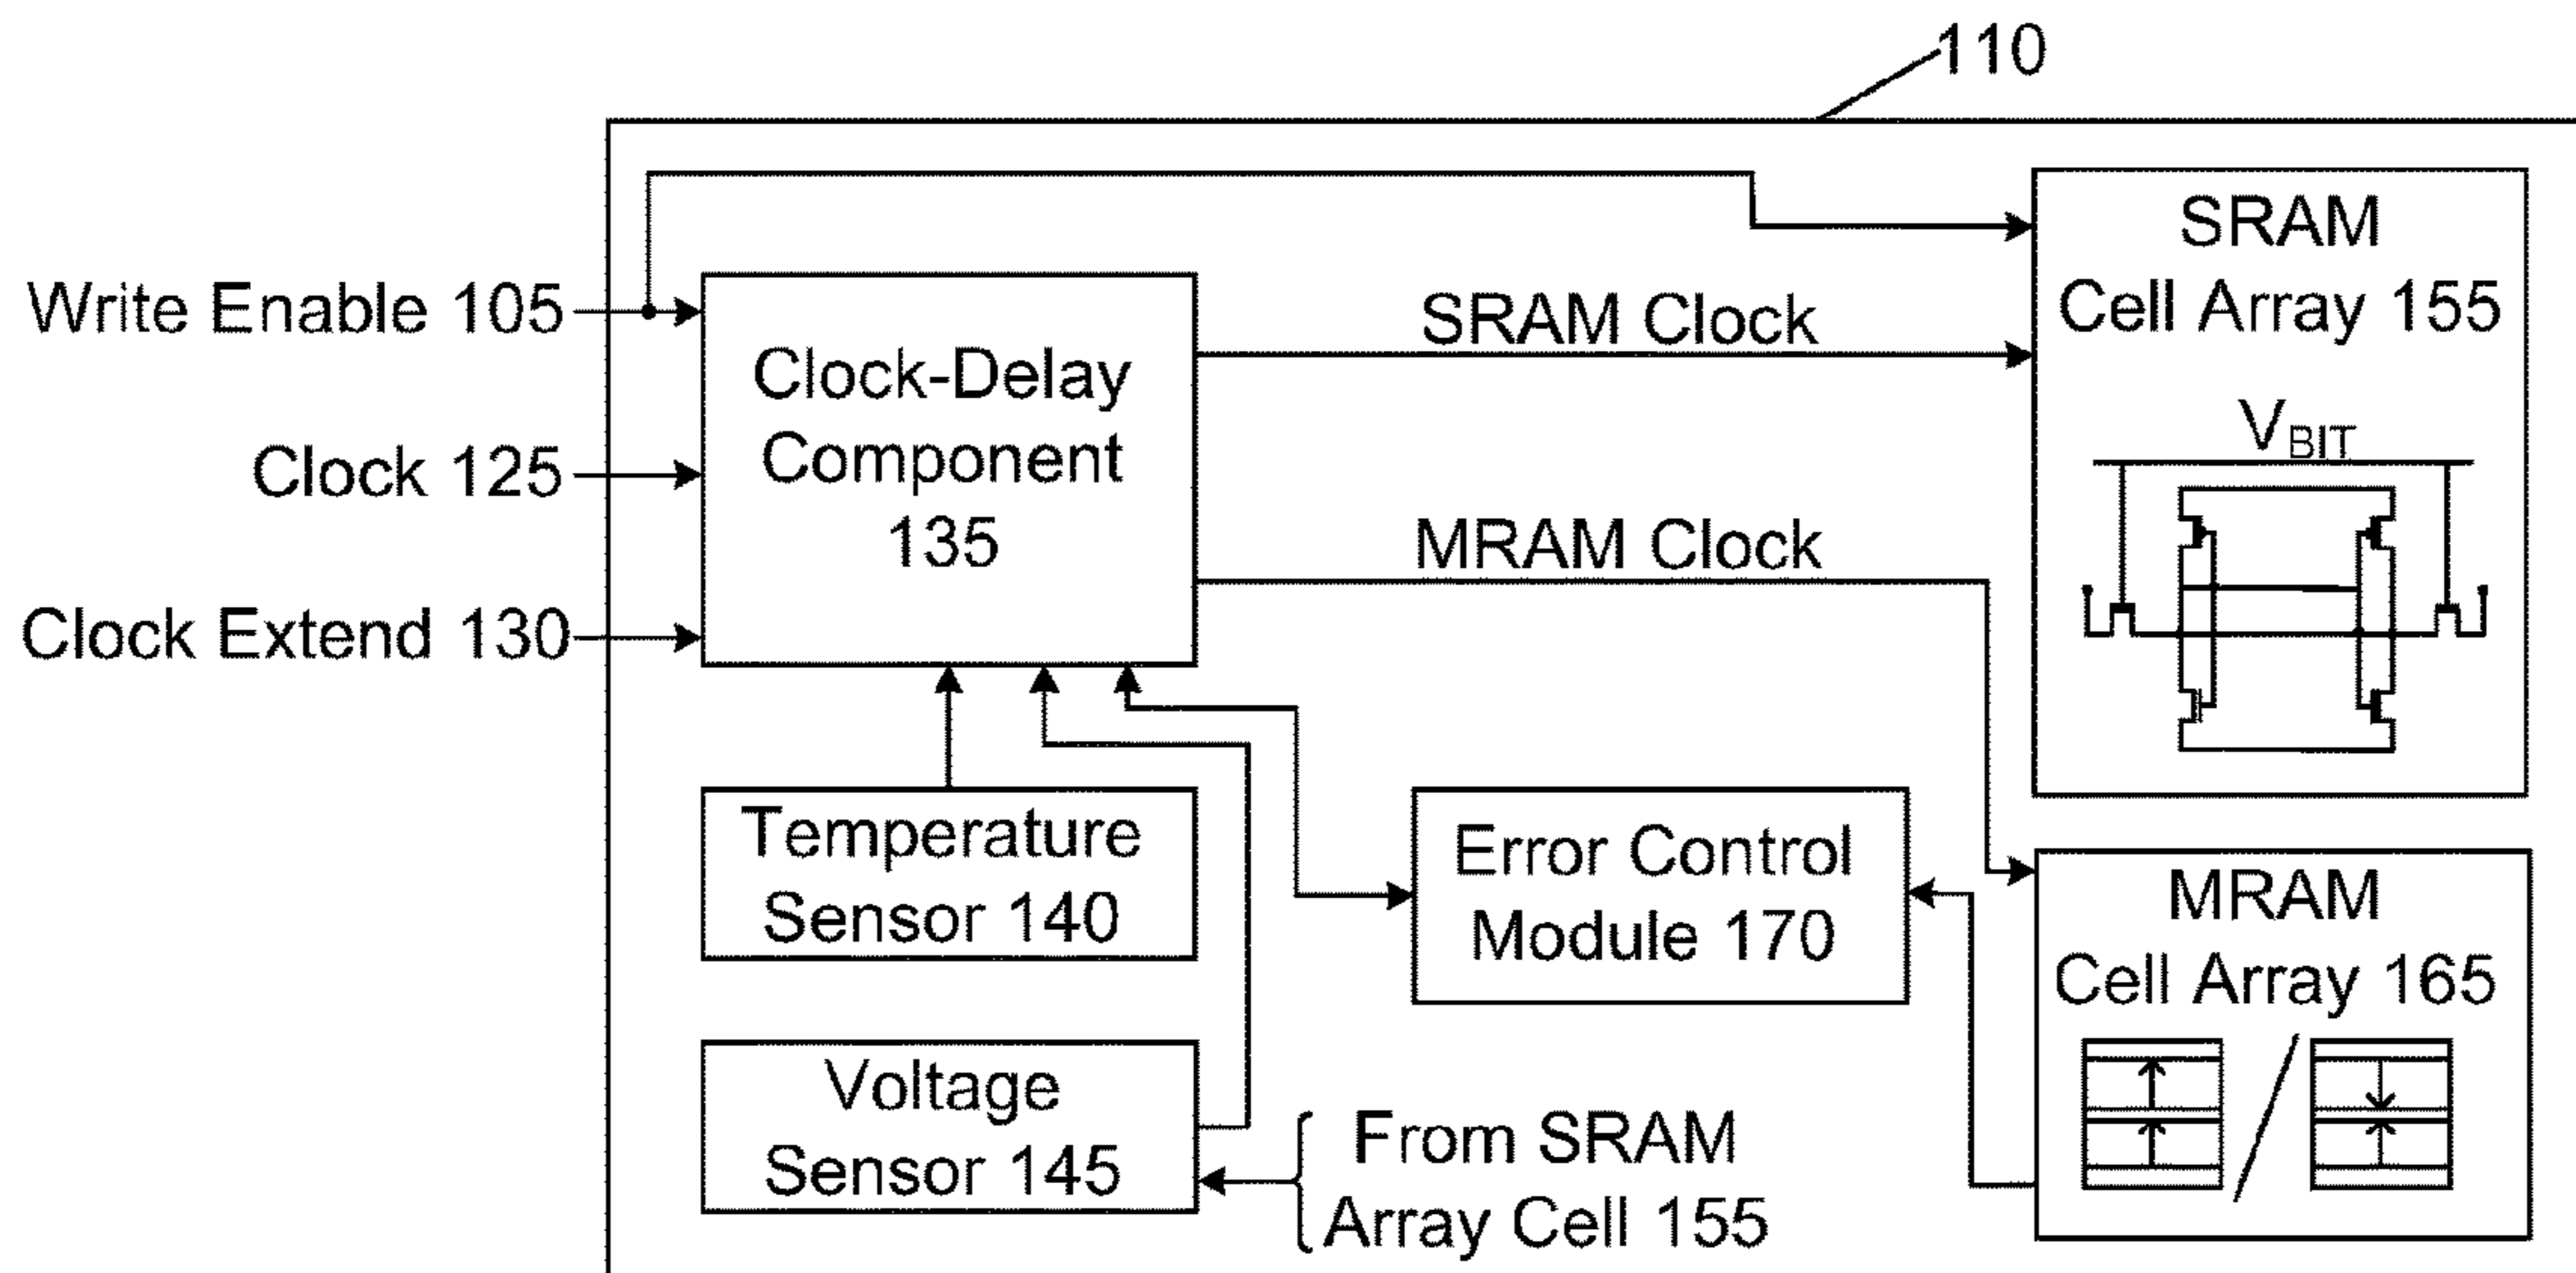 110
Write Enable 105
Clock 125
Clock Extend 130
Clock-Delay
Component
135
SRAM Clock
MRAM Clock
SRAM
Cell Array 155
VBIT
Temperature
Sensor 140
Error Control
Module 170
MRAM
Cell Array 165
Voltage
Sensor 145
From SRAM
Array Cell 155